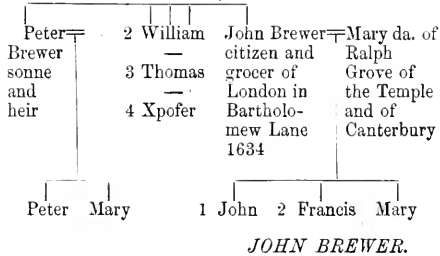 Peter 2 William John Brewer Mary da. of
Brewer — citizen and Ralph
sonne 3 Thomas grocer of Grove of
and — London in the Temple
heir 4 Xpofer Bartholo- and of
mew Lane Canterbury
1634
Peter Mary 1 John 2 Francis Mary
JOHN BREWER.